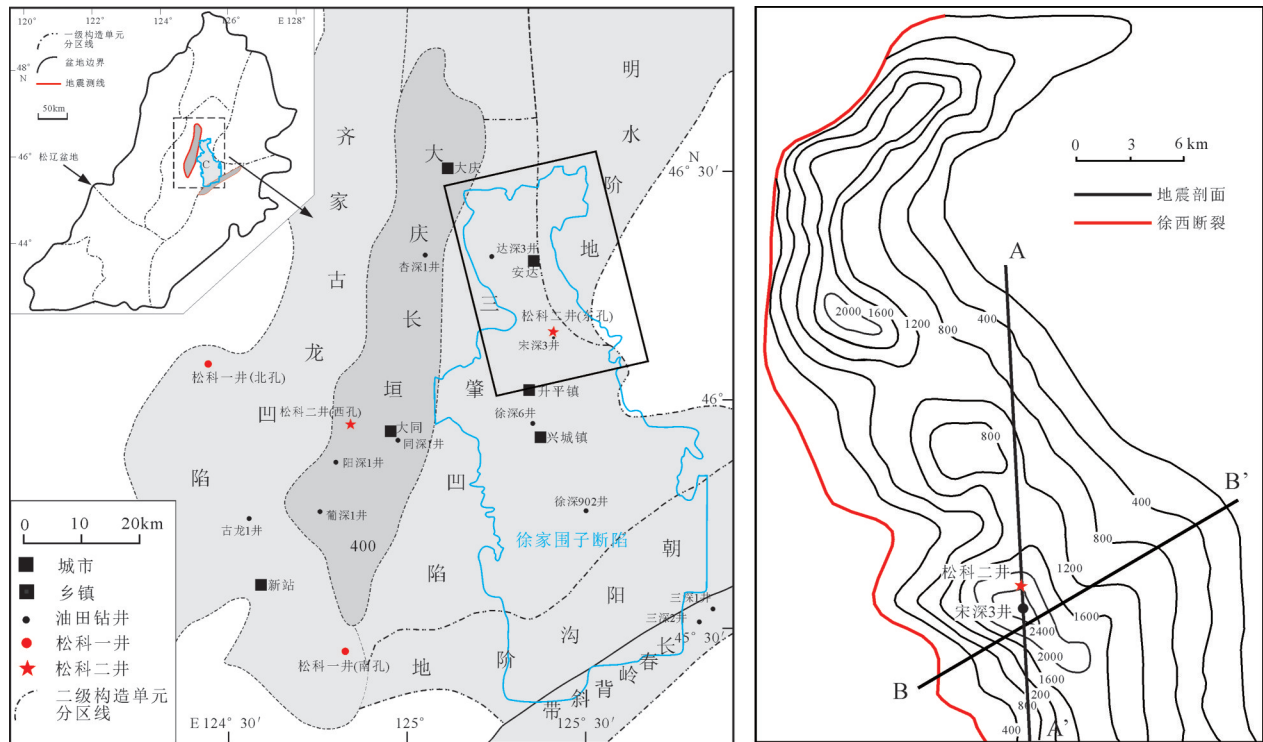 120°
122°
124°
126°
E 128°
一级构造单元
分区线
盆地边界
地震测线
50km
48°
N
46°
44°
松辽盆地
C
明
水
阶
地
齐
家
古
龙
凹
陷
大
庆
长
垣
三
肇
凹
陷
朝
阳
沟
阶
地
长
春
岭
背
斜
带
N
46° 30′
46°
45° 30′
E 124° 30′
125°
125° 30′
大庆
杏深1井
达深3井
安达
松科二井(东孔)
宋深3井
升平镇
徐深6井
兴城镇
松科一井(北孔)
松科二井(西孔)
大同
同深1井
阳深1井
葡深1井
古龙1井
400
新站
徐深902井
徐家围子断陷
三深1井
三深2井
松科一井(南孔)
0 10 20km
城市
乡镇
油田钻井
松科一井
松科二井
二级构造单元
分区线
0 3 6 km
地震剖面
徐西断裂
A
2000
1600
1200
800
400
800
B'
400
800
1200
1600
松科二井
宋深3井
2400
2000
1600
200
800
400
B
A'